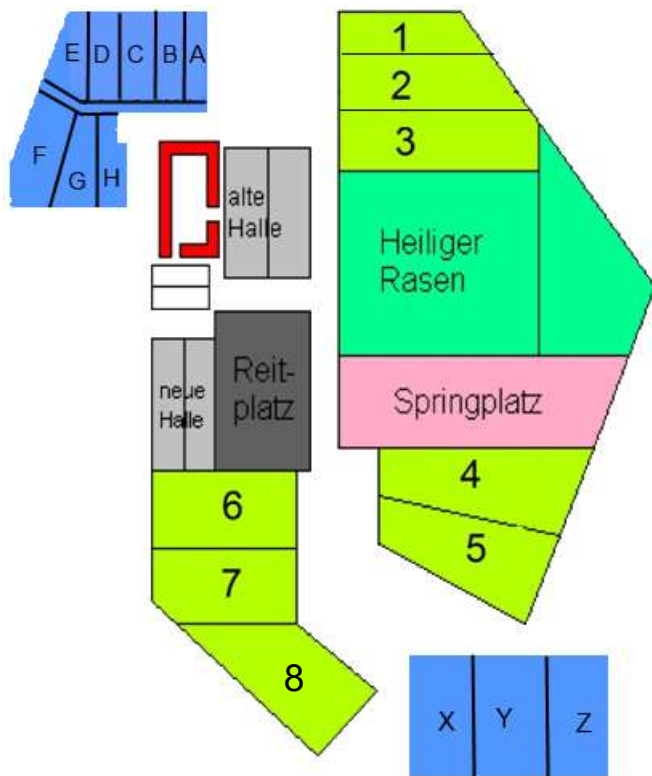 E D C B A
F G H
1
2
3
alte
Halle
Heiliger
Rasen
neue
Halle
Reit-
platz
Springplatz
4
5
6
7
8
X Y Z